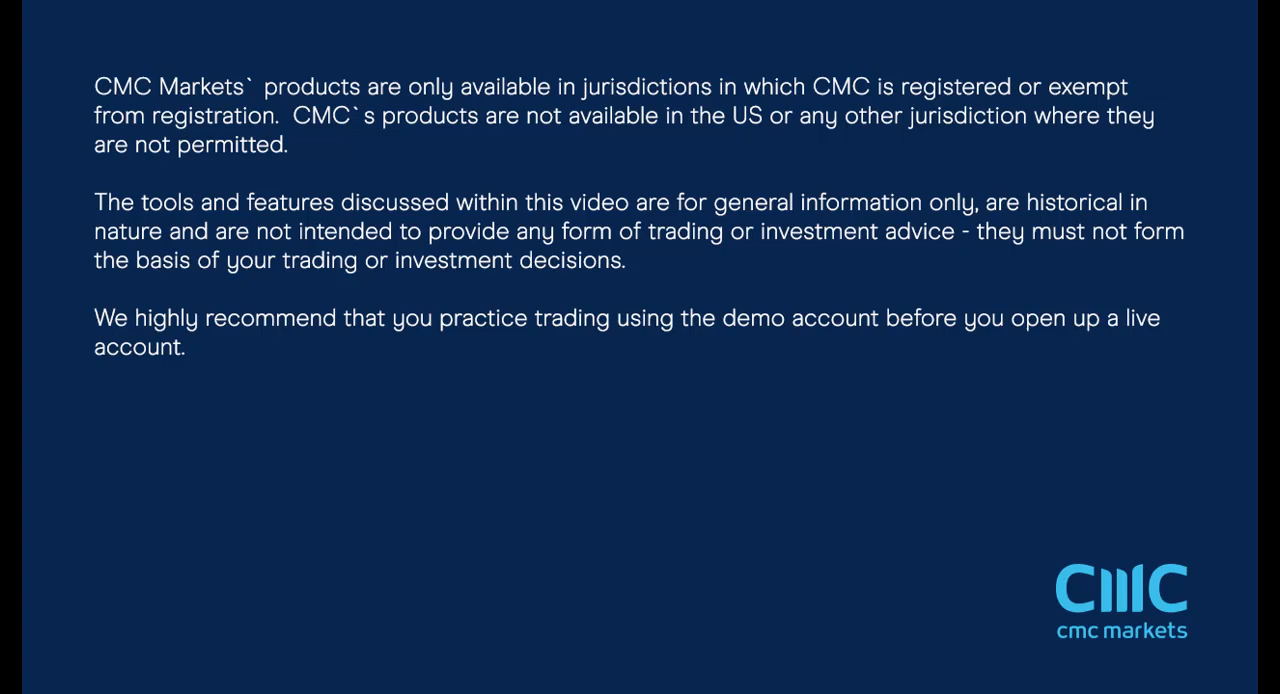 CMC Markets` products are only available in jurisdictions in which CMC is registered or exempt
from registration.  CMC`s products are not available in the US or any other jurisdiction where they
are not permitted.
The tools and features discussed within this video are for general information only, are historical in
nature and are not intended to provide any form of trading or investment advice - they must not form
the basis of your trading or investment decisions.
We highly recommend that you practice trading using the demo account before you open up a live
account.
CMC
cmc markets